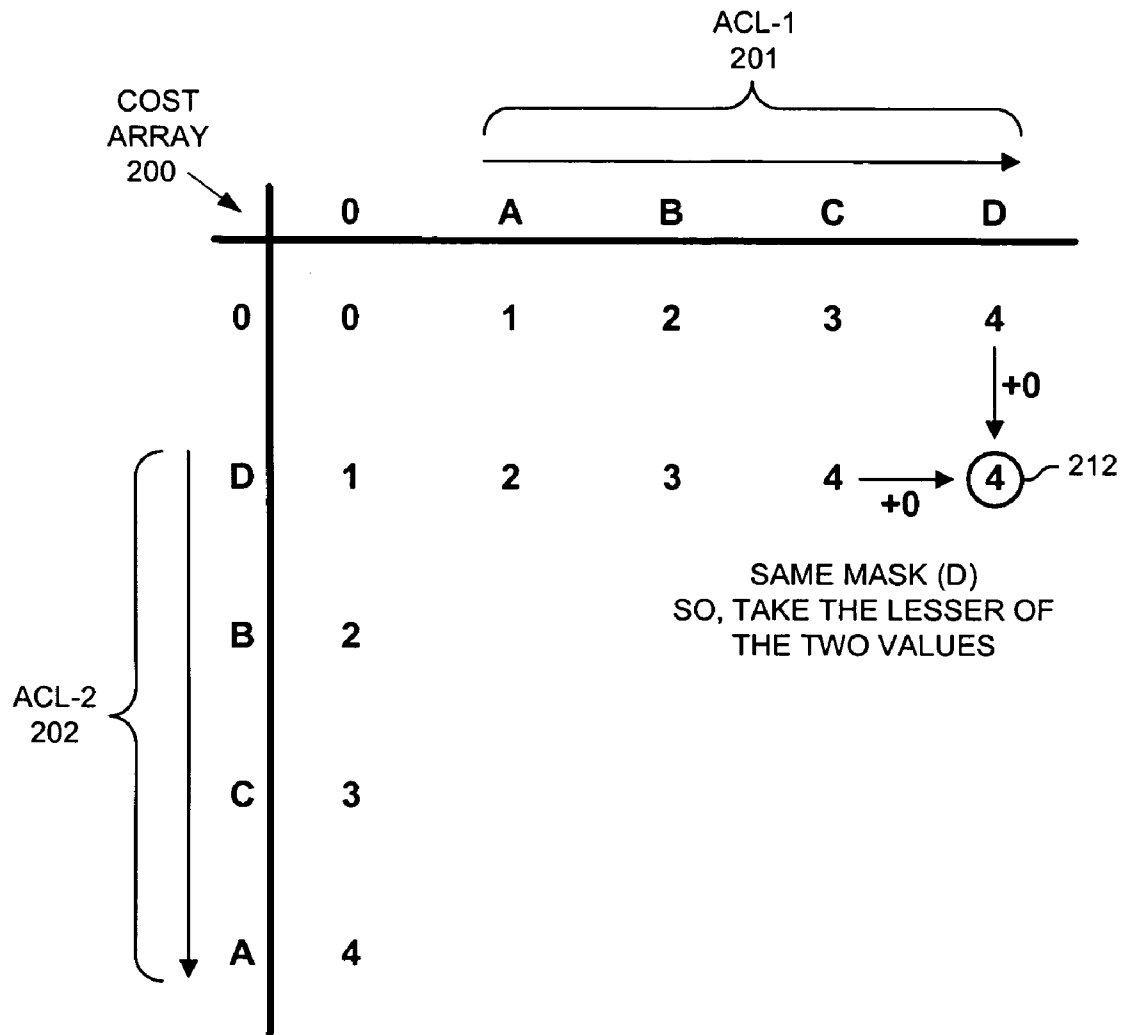 ACL-1
201
COST
ARRAY
200
0 A B C D
0 0 1 2 3 4
+0
D 1 2 3 4 +0 4 212
SAME MASK (D)
SO, TAKE THE LESSER OF
THE TWO VALUES
B 2
ACL-2
202
C 3
A 4